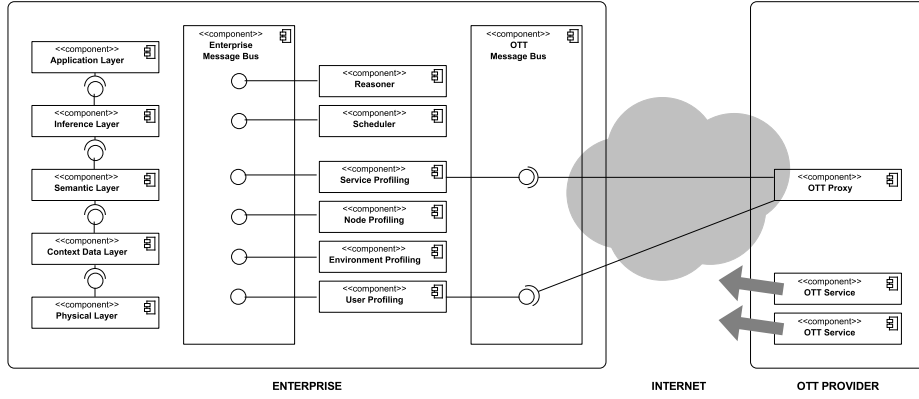 <<component>>
Application Layer
<<component>>
Inference Layer
<<component>>
Semantic Layer
<<component>>
Context Data Layer
<<component>>
Physical Layer
<<component>>
Enterprise
Message Bus
<<component>>
Reasoner
<<component>>
Scheduler
<<component>>
Service Profiling
<<component>>
Node Profiling
<<component>>
Environment Profiling
<<component>>
User Profiling
<<component>>
OTT
Message Bus
<<component>>
OTT Proxy
<<component>>
OTT Service
<<component>>
OTT Service
ENTERPRISE
INTERNET
OTT PROVIDER